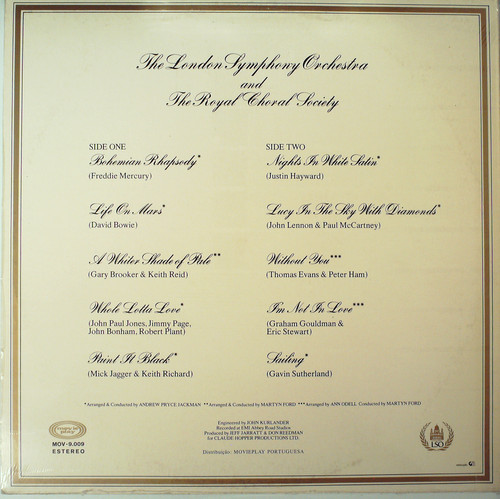 The London Symphony Orchestra
and
The Royal Choral Society
SIDE ONE
Bohemian Rhapsody*
(Freddie Mercury)
Life On Mars*
(David Bowie)
A Whiter Shade of Pale**
(Gary Brooker & Keith Reid)
Whole Lotta Love*
(John Paul Jones, Jimmy Page,
John Bonham, Robert Plant)
Paint It Black*
(Mick Jagger & Keith Richard)
SIDE TWO
Nights In White Satin*
(Justin Hayward)
Lucy In The Sky With Diamonds*
(John Lennon & Paul McCartney)
Without You***
(Thomas Evans & Peter Ham)
I'm Not In Love***
(Graham Gouldman &
Eric Stewart)
Sailing*
(Gavin Sutherland)
*Arranged & Conducted by ANDREW PRYCE JACKMAN **Arranged & Conducted by MARTYN FORD ***Arranged by ANN ODELL Conducted by MARTYN FORD
MOV-9.009
ESTEREO
Engineered by JOHN KURLANDER
Recorded at EMI Abbey Road Studios
Produced by JEFF JARRATT & DON REEDMAN
for CLAUDE HOPPER PRODUCTIONS LTD.
Distribuição: MOVIEPLAY PORTUGUESA
LSO